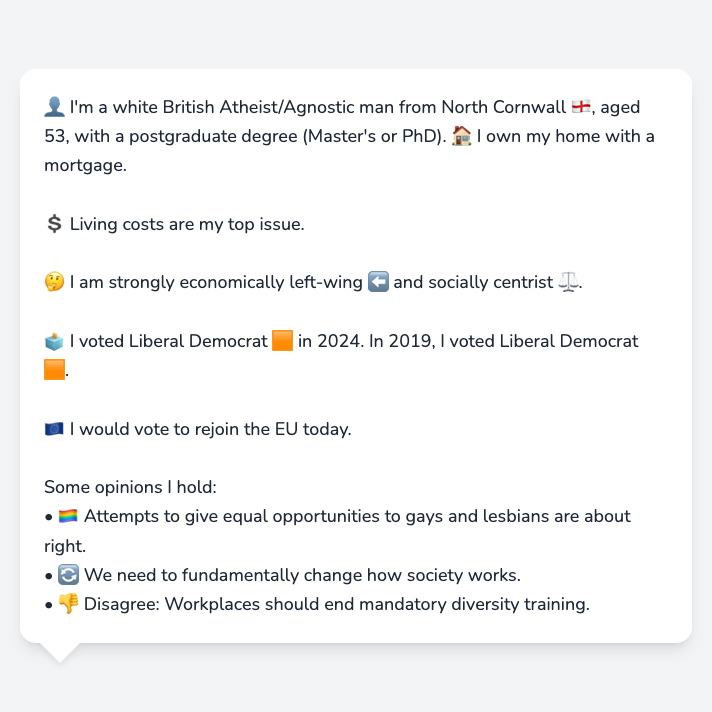 👤 I'm a white British Atheist/Agnostic man from North Cornwall 🏴󠁧󠁢󠁥󠁮󠁧󠁿, aged
53, with a postgraduate degree (Master's or PhD). 🏠 I own my home with a
mortgage.
💲 Living costs are my top issue.
🤔 I am strongly economically left-wing ⬅️ and socially centrist ⚖️.
🗳️ I voted Liberal Democrat 🟧 in 2024. In 2019, I voted Liberal Democrat
🟧.
🇪🇺 I would vote to rejoin the EU today.
Some opinions I hold:
• 🏳️‍🌈 Attempts to give equal opportunities to gays and lesbians are about
right.
• 🔄 We need to fundamentally change how society works.
• 👎 Disagree: Workplaces should end mandatory diversity training.